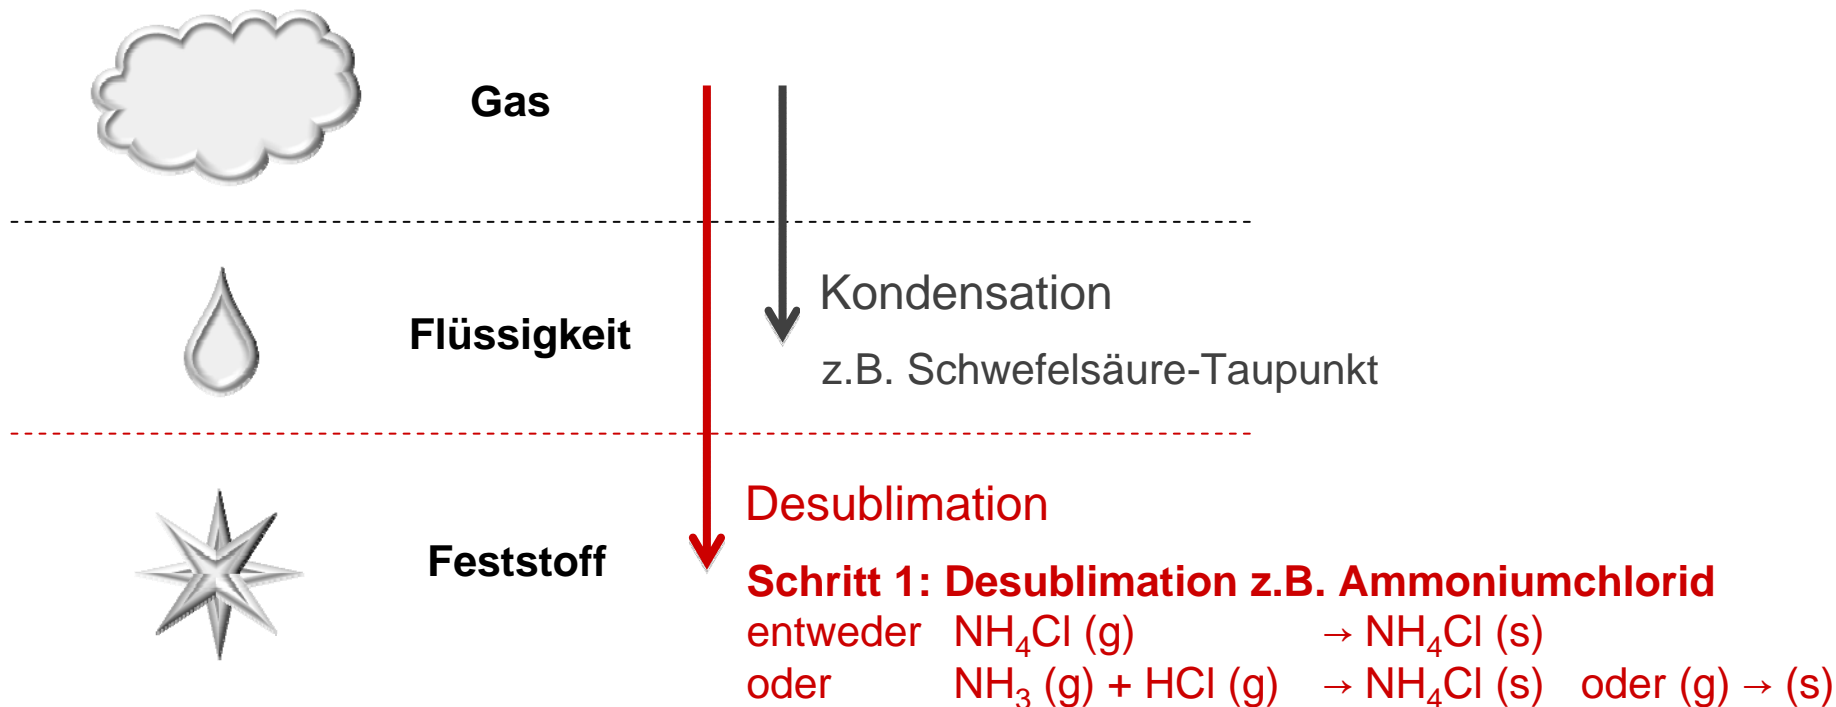 Gas
Kondensation
Flüssigkeit
z.B. Schwefelsäure-Taupunkt
Desublimation
Feststoff
Schritt 1: Desublimation z.B. Ammoniumchlorid
entweder NH₄Cl (g) → NH₄Cl (s)
oder NH₃ (g) + HCl (g) → NH₄Cl (s) oder (g) → (s)